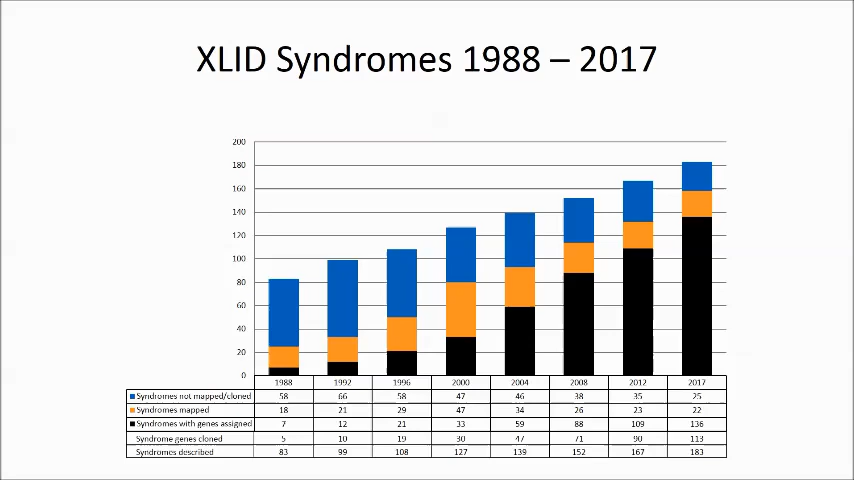 XLID Syndromes 1988 – 2017
200
180
160
140
120
100
80
60
40
20
0
1988 1992 1996 2000 2004 2008 2012 2017
Syndromes not mapped/cloned 58 66 58 47 46 38 35 25
Syndromes mapped 18 21 29 47 34 26 23 22
Syndromes with genes assigned 7 12 21 33 59 88 109 136
Syndrome genes cloned 5 10 19 30 47 71 90 113
Syndromes described 83 99 108 127 139 152 167 183